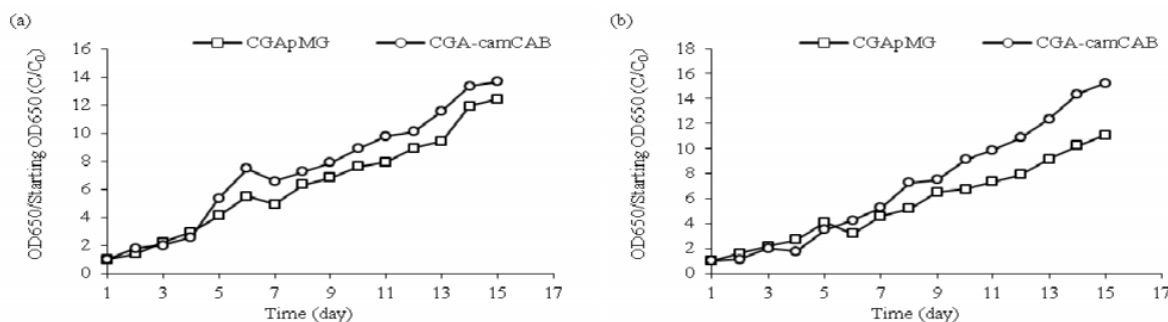 (a)
CGApMG CGA-camCAB
OD650/Starting OD650 (C/C₀)
16
14
12
10
8
6
4
2
0
1 3 5 7 9 11 13 15 17
Time (day)
(b)
CGApMG CGA-camCAB
OD650/Starting OD650 (C/C₀)
18
16
14
12
10
8
6
4
2
0
1 3 5 7 9 11 13 15 17
Time (day)